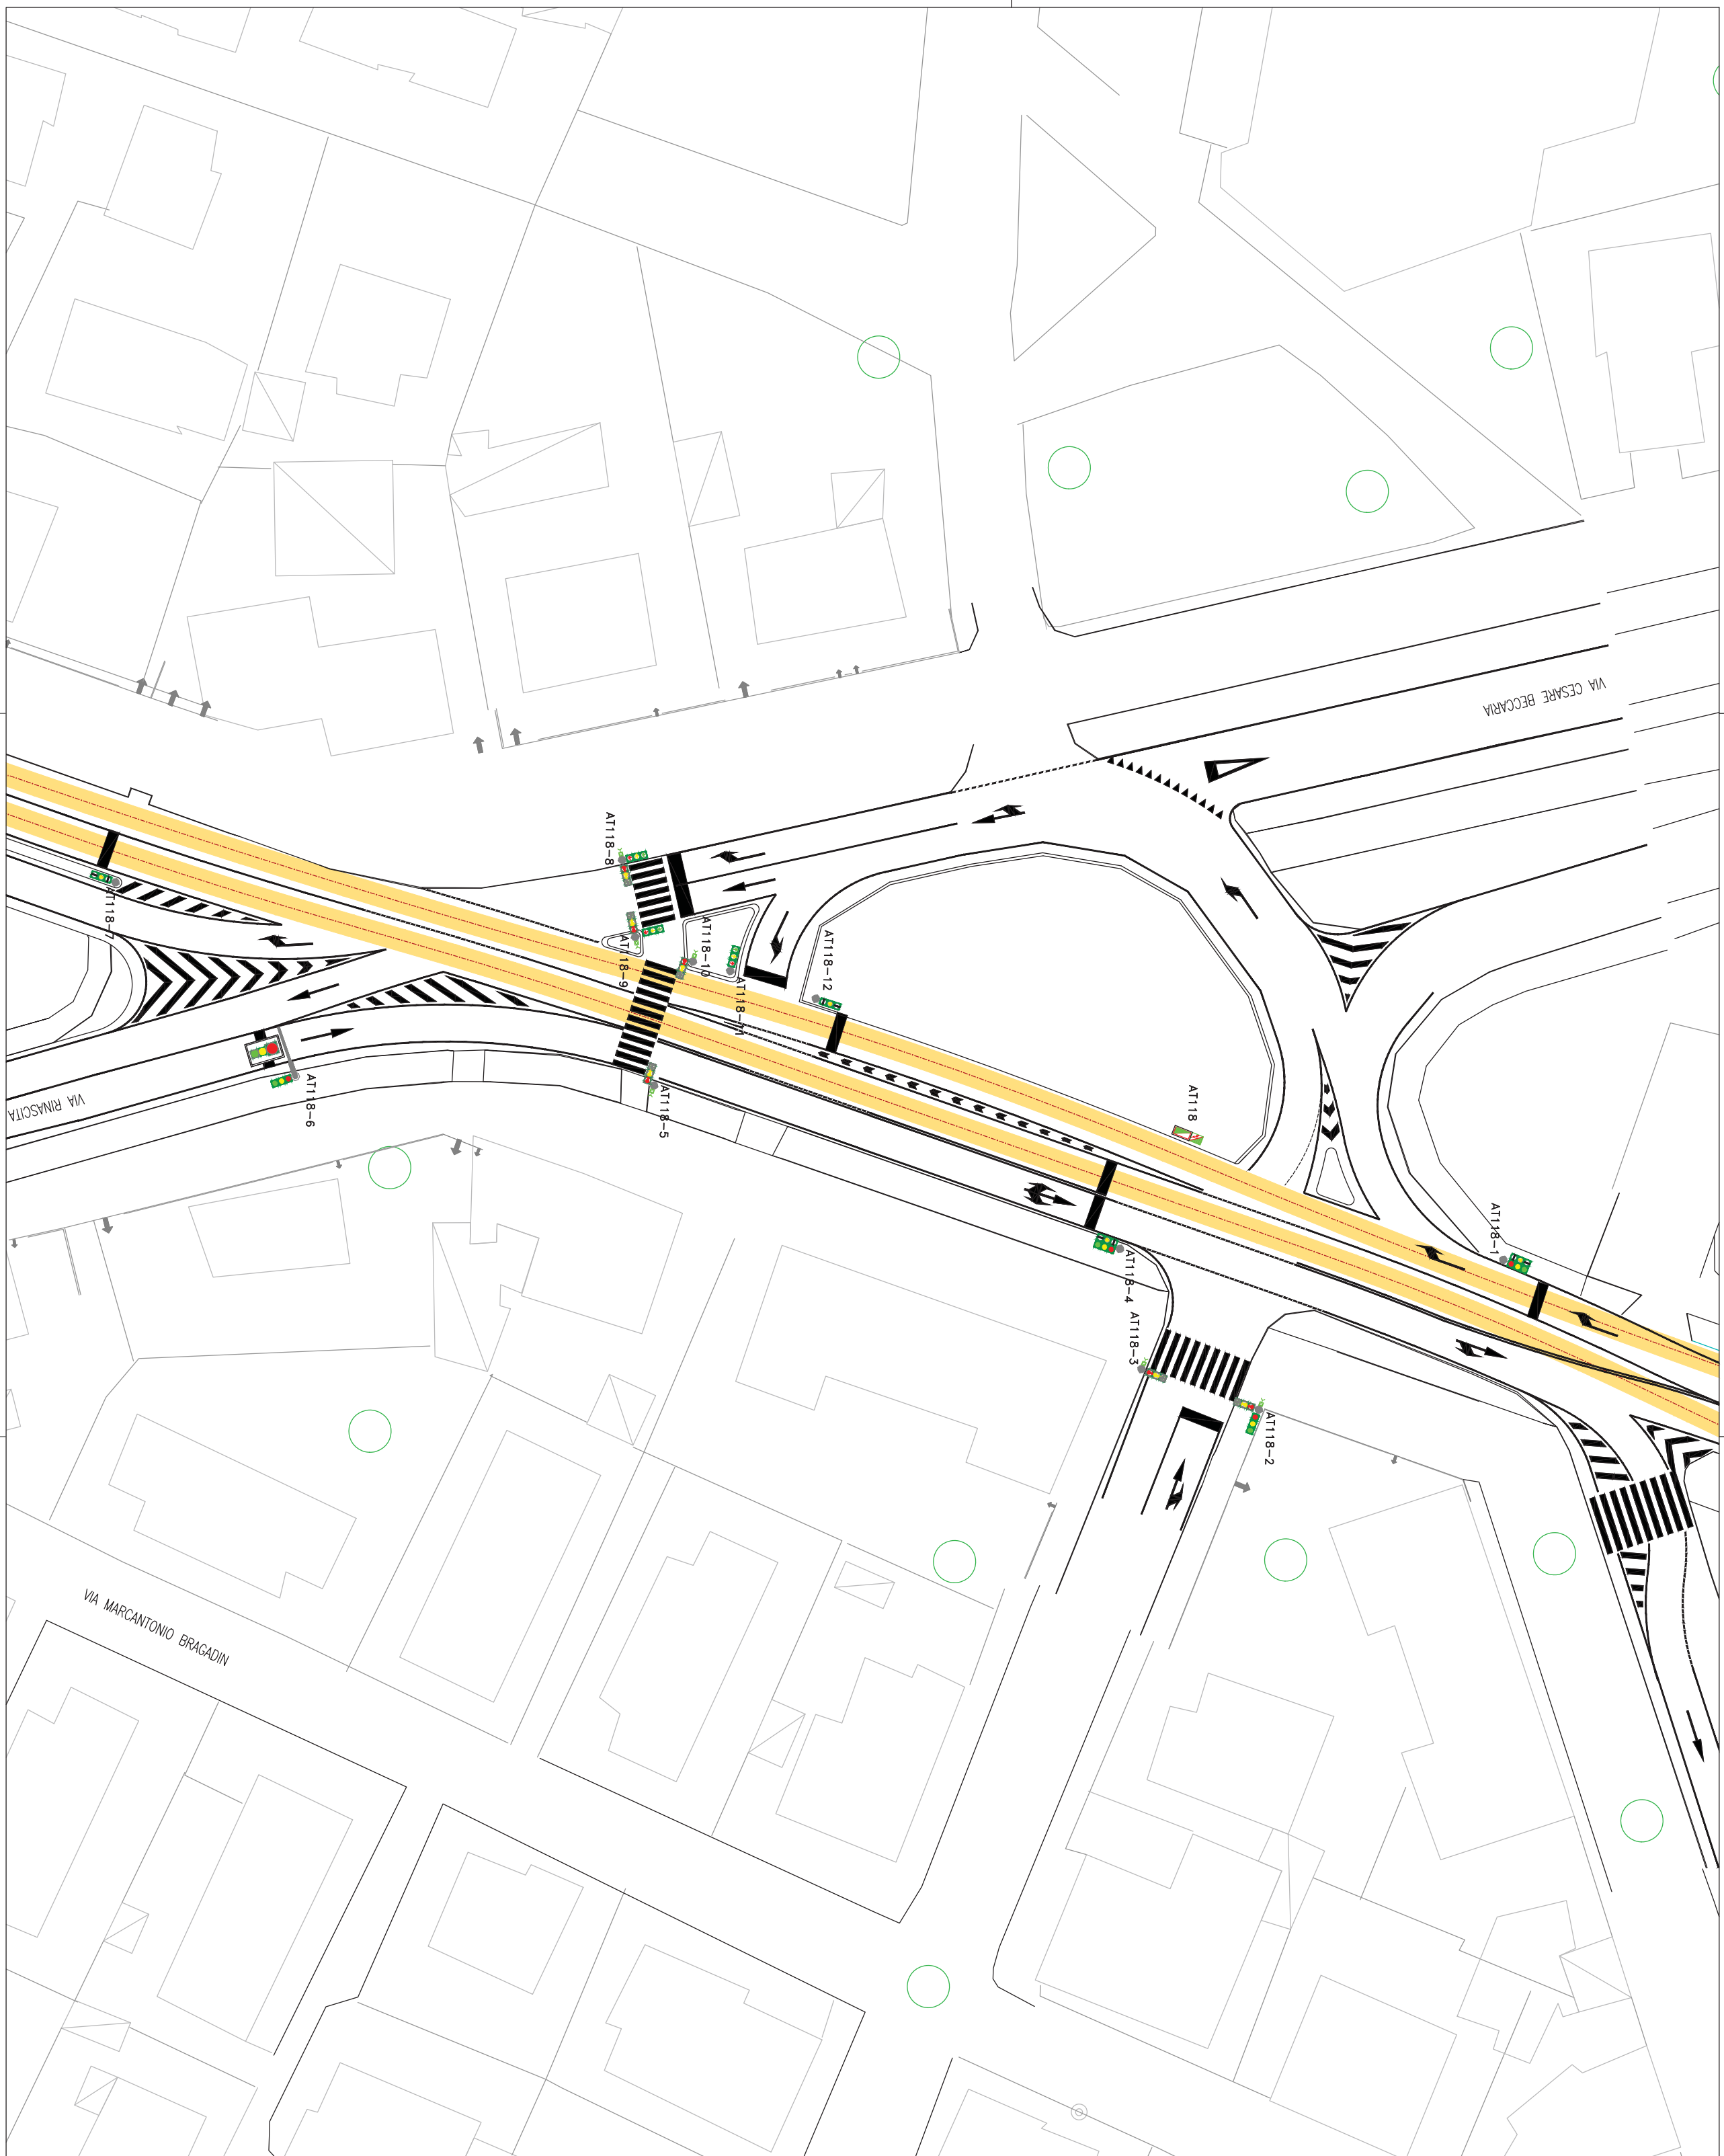 VIA CESARE BECCARIA
AT118-8
AT118-7
AT118-10
AT118-9
AT118-12
AT118-11
AT118
AT118-6
AT118-5
VIA RINASCITA
AT118-1
AT118-4
AT118-3
AT118-2
VIA MARCANTONIO BRAGADIN